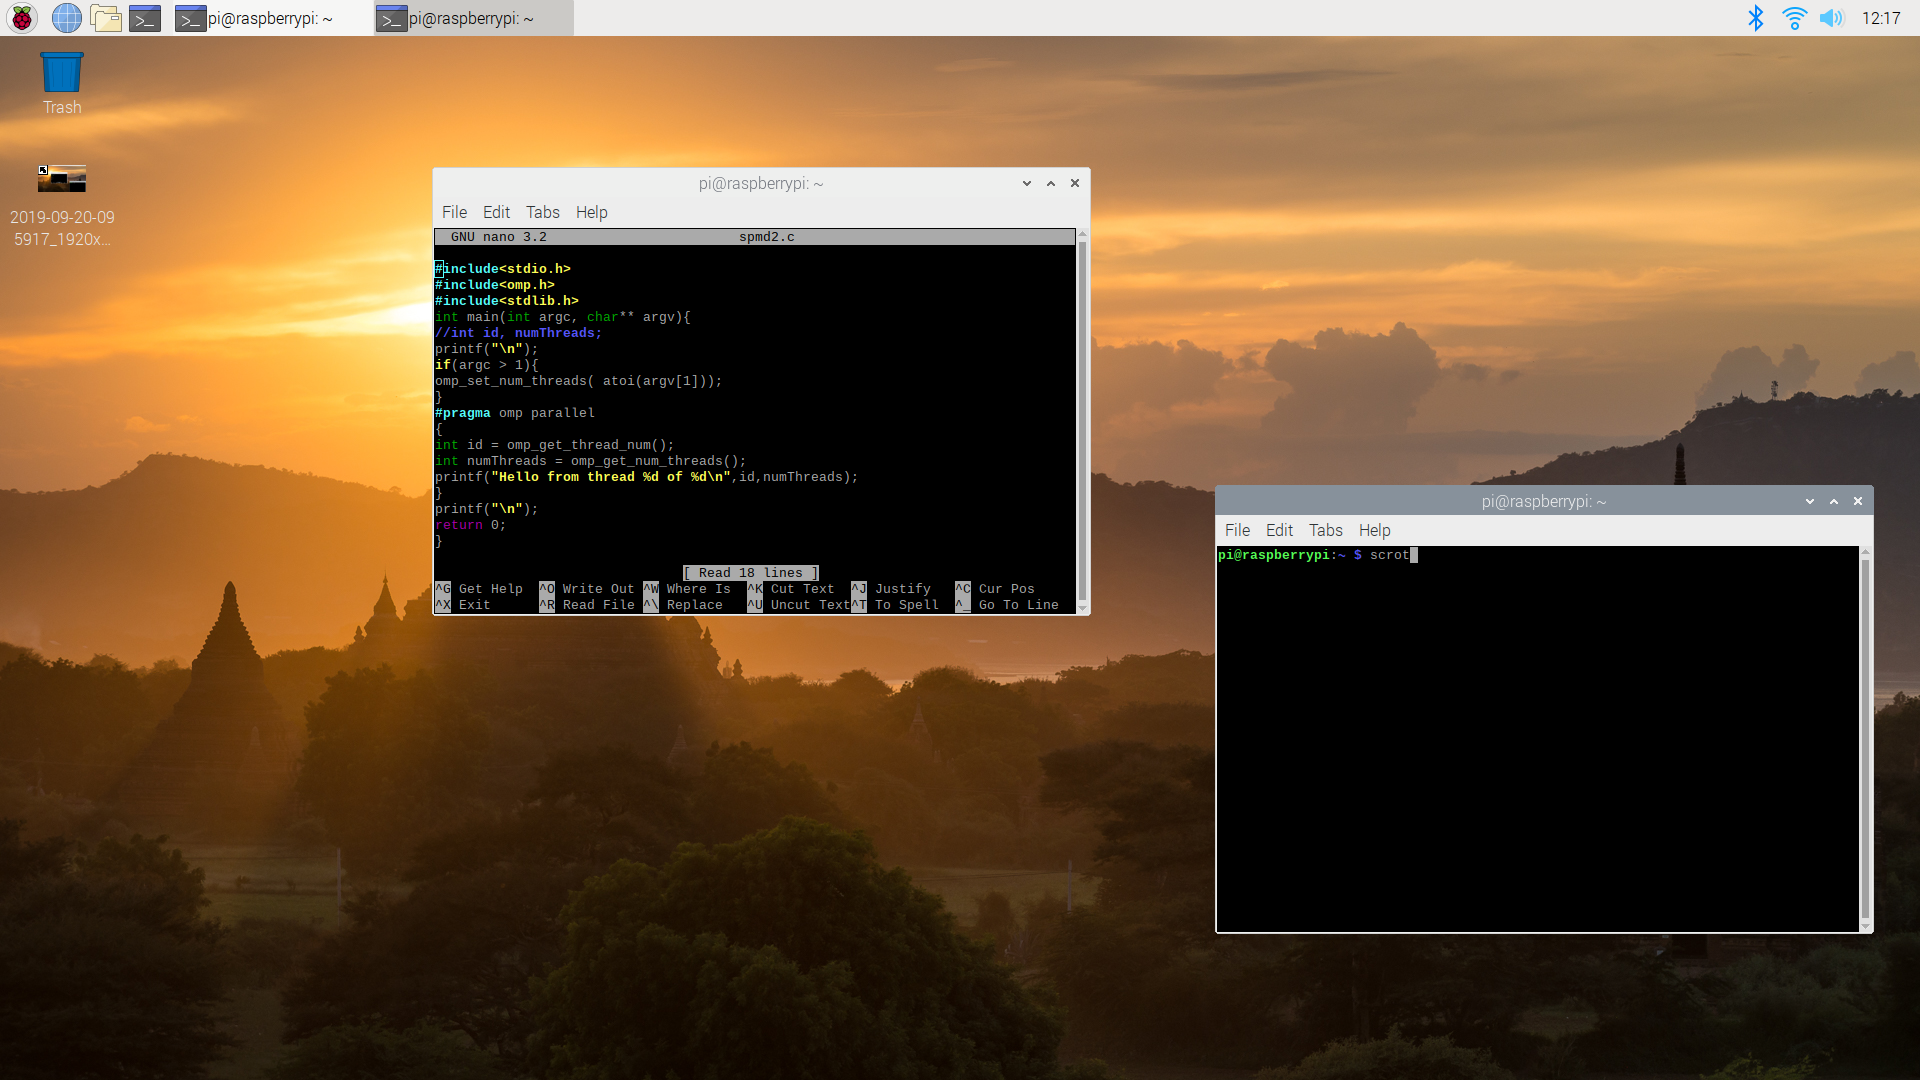 pi@raspberrypi: ~
pi@raspberrypi: ~
12:17
Trash
2019-09-20-09
5917_1920x...
pi@raspberrypi: ~
File Edit Tabs Help
GNU nano 3.2 spmd2.c
#include<stdio.h>
#include<omp.h>
#include<stdlib.h>
int main(int argc, char** argv){
//int id, numThreads;
printf("\n");
if(argc > 1){
omp_set_num_threads( atoi(argv[1]));
}
#pragma omp parallel
{
int id = omp_get_thread_num();
int numThreads = omp_get_num_threads();
printf("Hello from thread %d of %d\n",id,numThreads);
}
printf("\n");
return 0;
}
[ Read 18 lines ]
^G Get Help ^O Write Out ^W Where Is ^K Cut Text ^J Justify ^C Cur Pos
^X Exit ^R Read File ^\ Replace ^U Uncut Text^T To Spell ^_ Go To Line
pi@raspberrypi: ~
File Edit Tabs Help
pi@raspberrypi:~ $ scrot